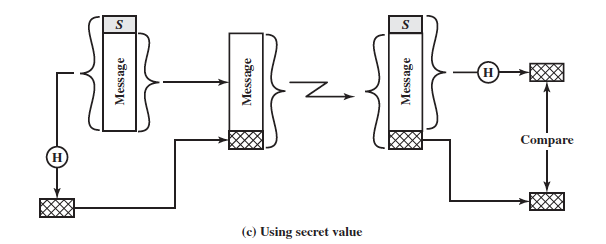 S
Message
H
Message
S
Message
H
Compare
(c) Using secret value